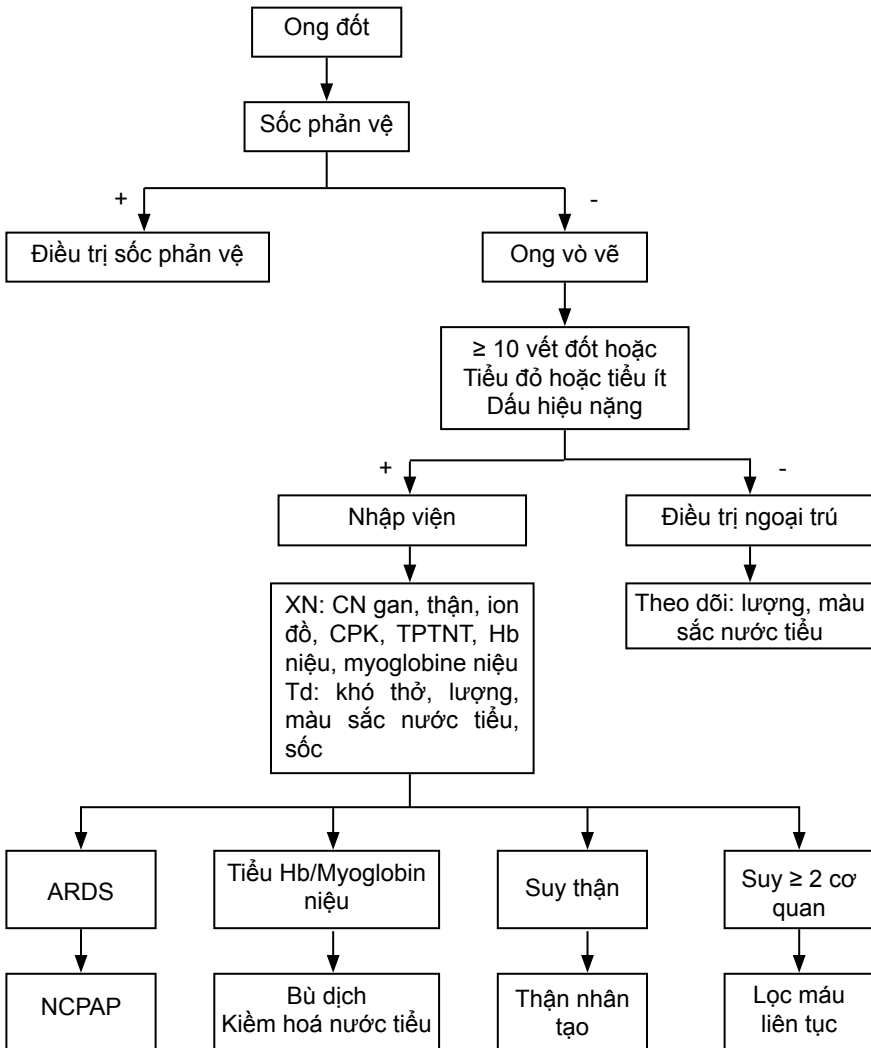 Ong đốt
Sốc phản vệ
+
-
Điều trị sốc phản vệ
Ong vò vẽ
≥ 10 vết đốt hoặc
Tiểu đỏ hoặc tiểu ít
Dấu hiệu nặng
+
-
Nhập viện
Điều trị ngoại trú
XN: CN gan, thận, ion
đồ, CPK, TPTNT, Hb
niệu, myoglobine niệu
Td: khó thở, lượng,
màu sắc nước tiểu,
sốc
Theo dõi: lượng, màu
sắc nước tiểu
ARDS
Tiểu Hb/Myoglobin
niệu
Suy thận
Suy ≥ 2 cơ
quan
NCPAP
Bù dịch
Kiềm hoá nước tiểu
Thận nhân
tạo
Lọc máu
liên tục